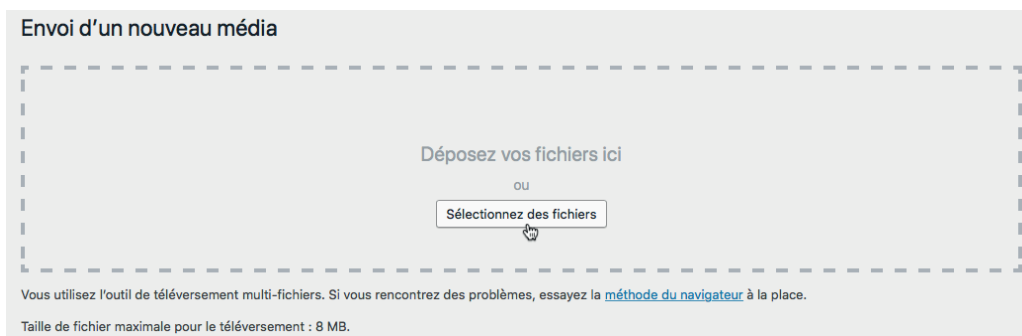 Envoi d’un nouveau média
Déposez vos fichiers ici
ou
Sélectionnez des fichiers
Vous utilisez l’outil de téléversement multi-fichiers. Si vous rencontrez des problèmes, essayez la méthode du navigateur à la place.
Taille de fichier maximale pour le téléversement : 8 MB.